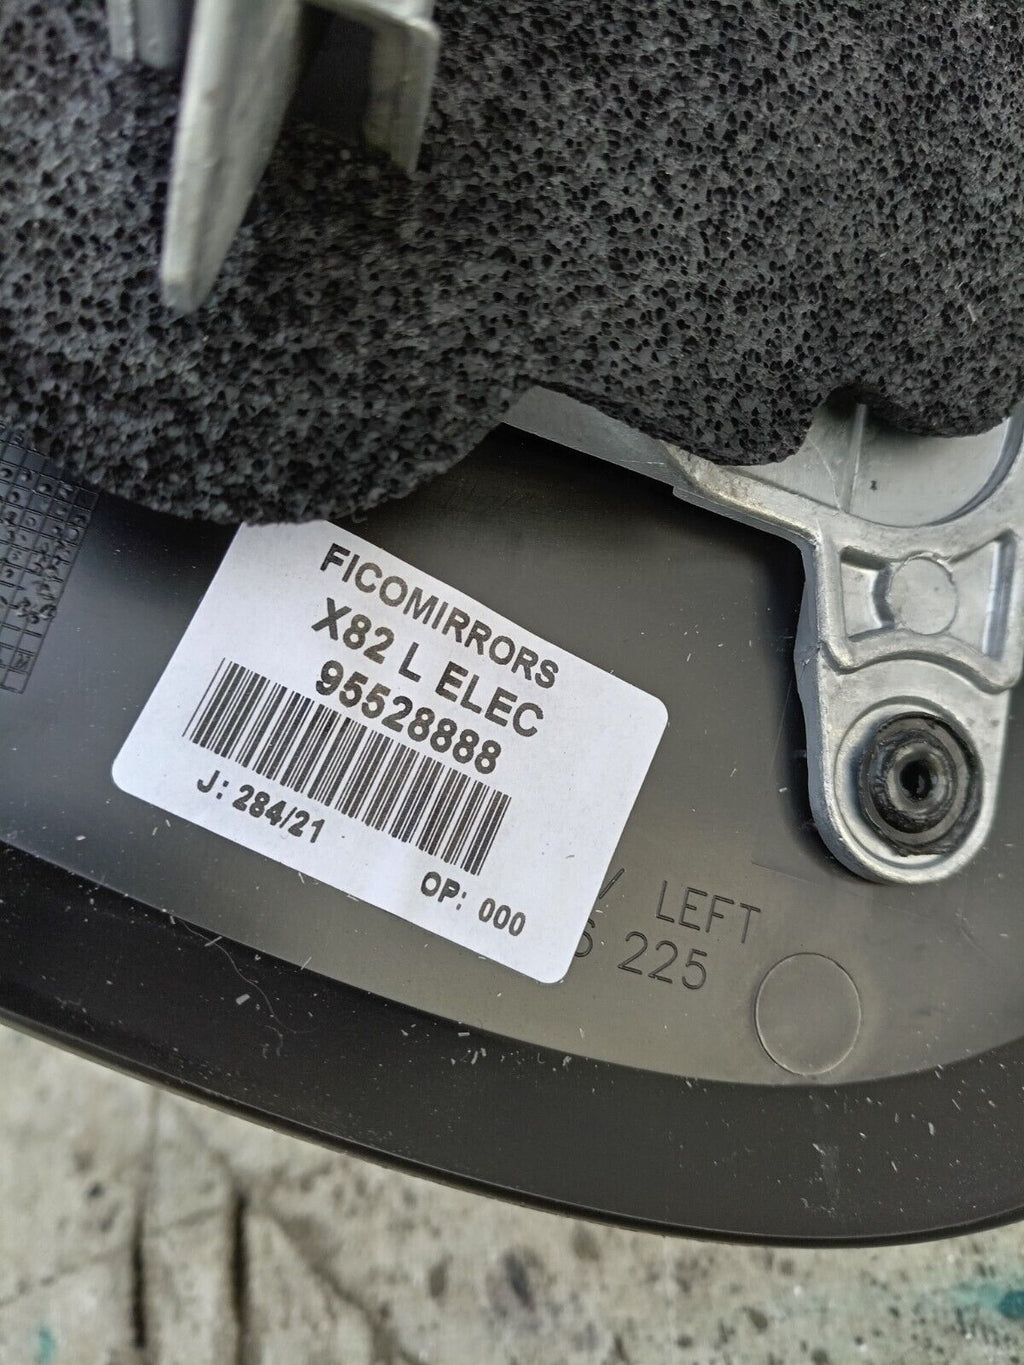 FICOMIRRORS
X82 L ELEC
95528888
J: 284/21
OP: 000
LEFT
225